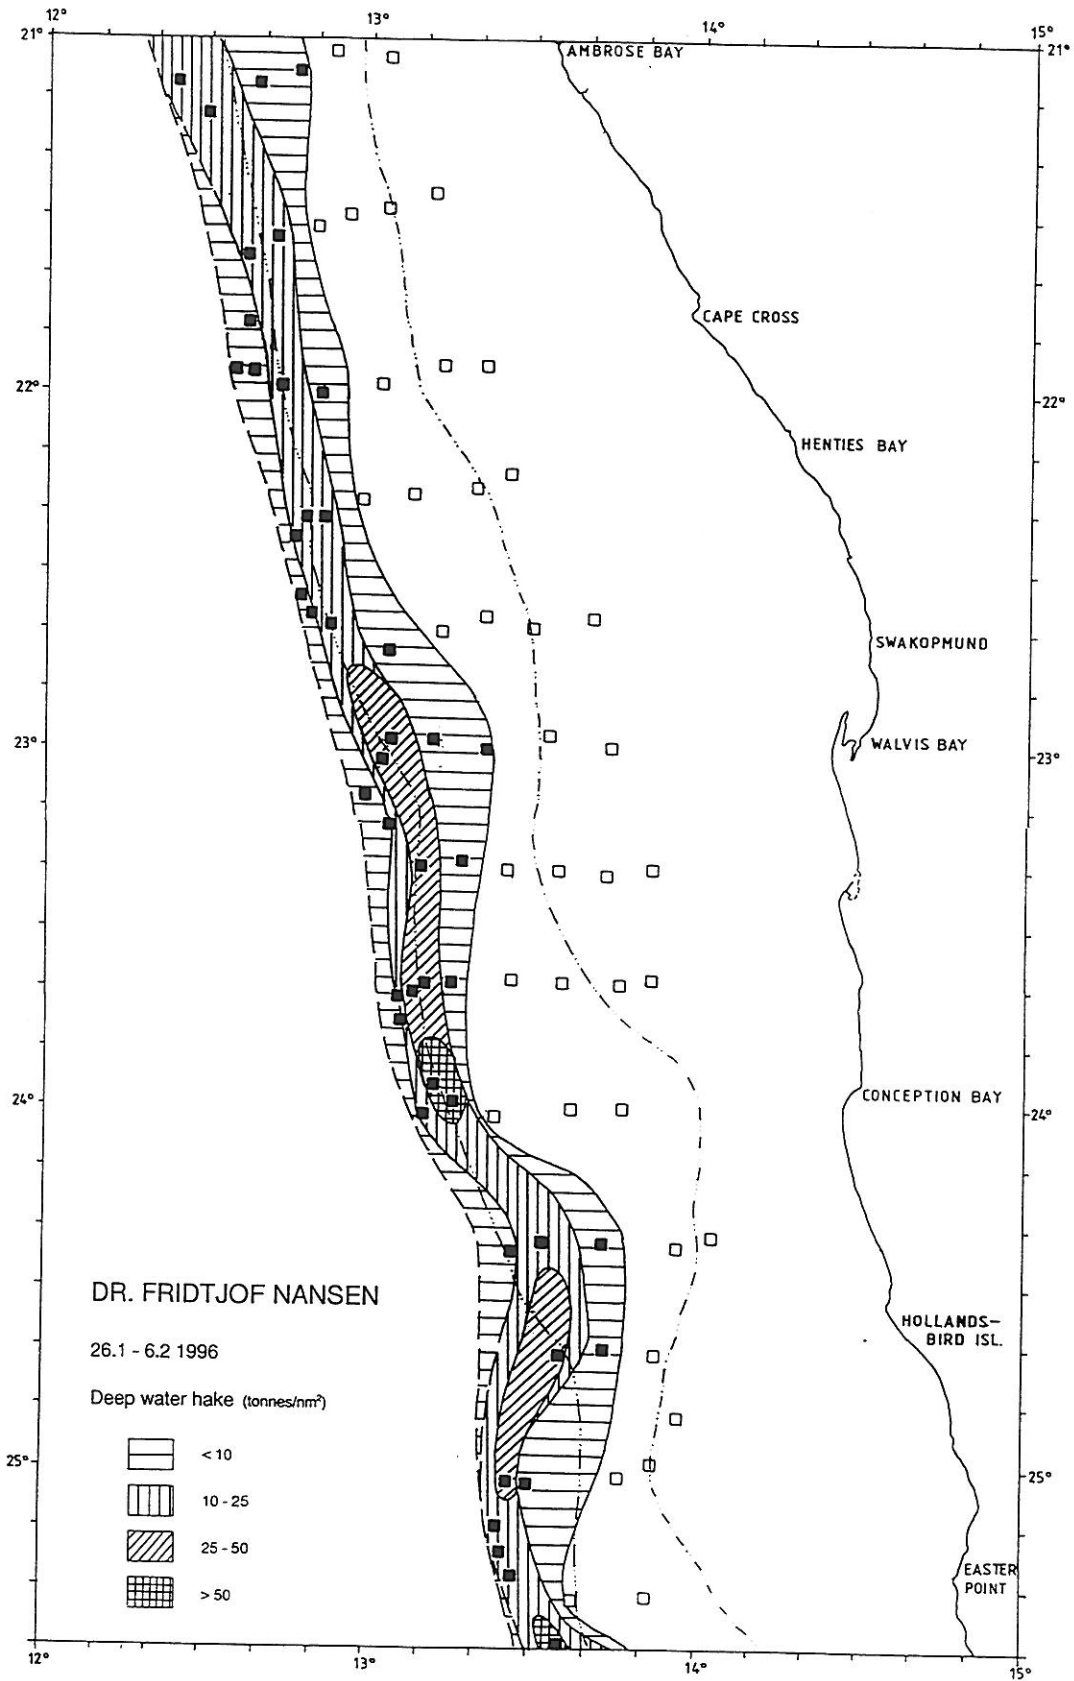 12°
13°
14°
15°
21°
AMBROSE BAY
21°
CAPE CROSS
22°
22°
HENTIES BAY
SWAKOPMUND
23°
WALVIS BAY
23°
24°
CONCEPTION BAY
24°
DR. FRIDTJOF NANSEN
26.1 - 6.2 1996
Deep water hake (tonnes/nm²)
HOLLANDS-
BIRD ISL.
25°
< 10
25°
10 - 25
25 - 50
> 50
EASTER
POINT
12°
13°
14°
15°